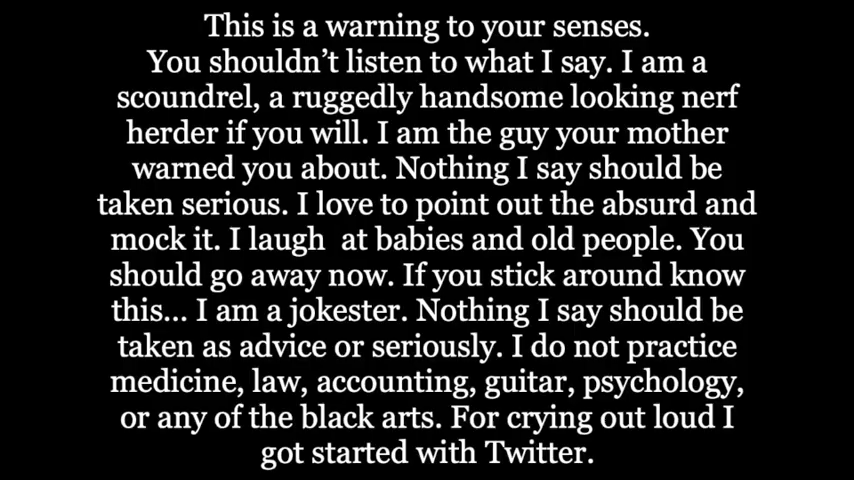 This is a warning to your senses.
You shouldn’t listen to what I say. I am a
scoundrel, a ruggedly handsome looking nerf
herder if you will. I am the guy your mother
warned you about. Nothing I say should be
taken serious. I love to point out the absurd and
mock it. I laugh  at babies and old people. You
should go away now. If you stick around know
this... I am a jokester. Nothing I say should be
taken as advice or seriously. I do not practice
medicine, law, accounting, guitar, psychology,
or any of the black arts. For crying out loud I
got started with Twitter.